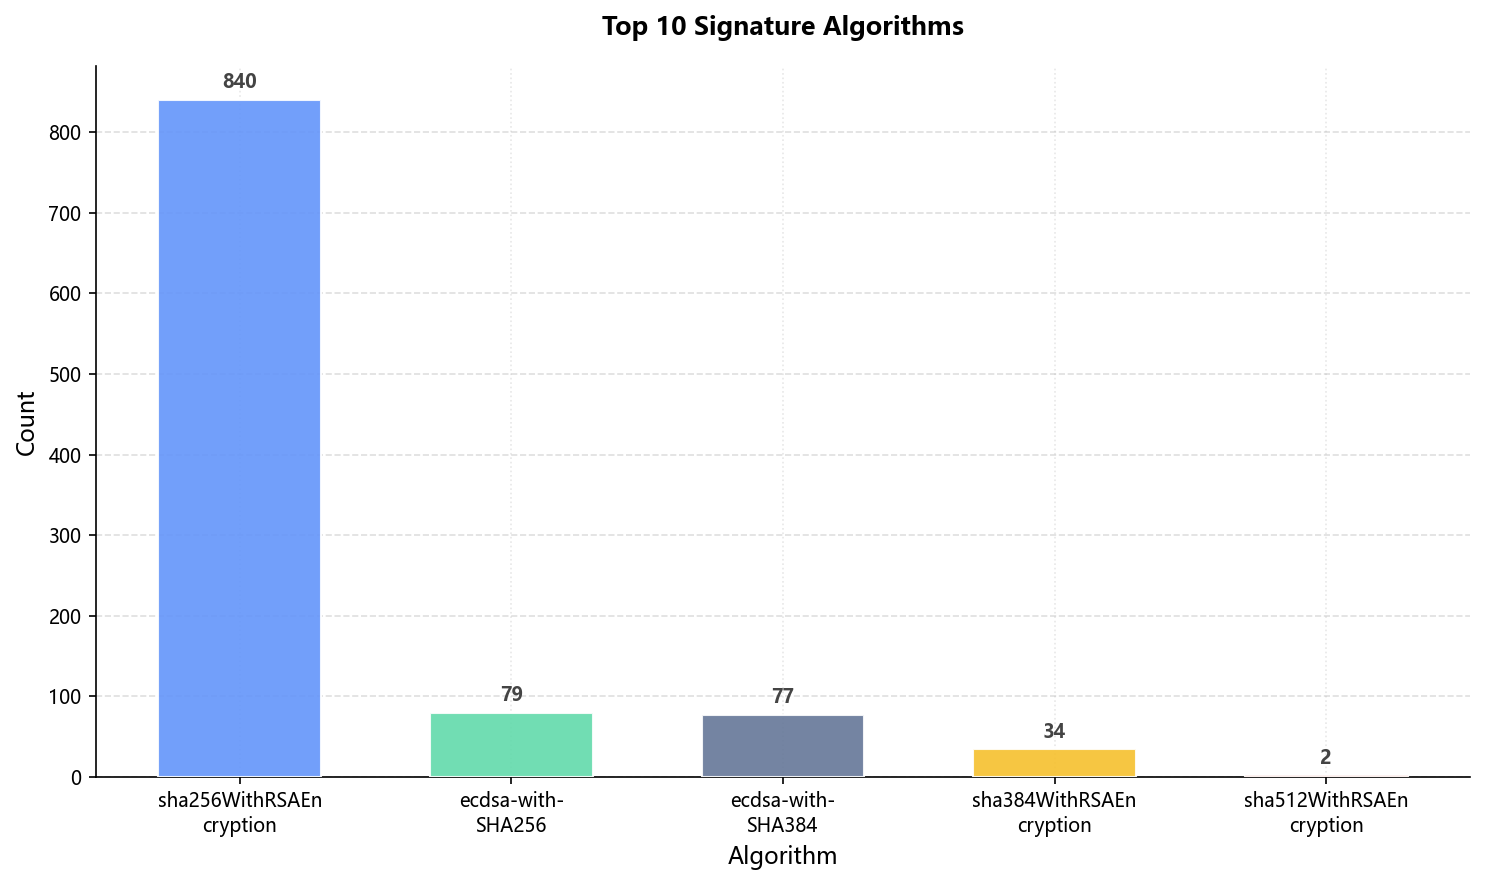 Top 10 Signature Algorithms
840
800
700
600
500
400
300
200
100
0
Count
79
77
34
2
sha256WithRSAEn
cryption
ecdsa-with-
SHA256
ecdsa-with-
SHA384
sha384WithRSAEn
cryption
sha512WithRSAEn
cryption
Algorithm